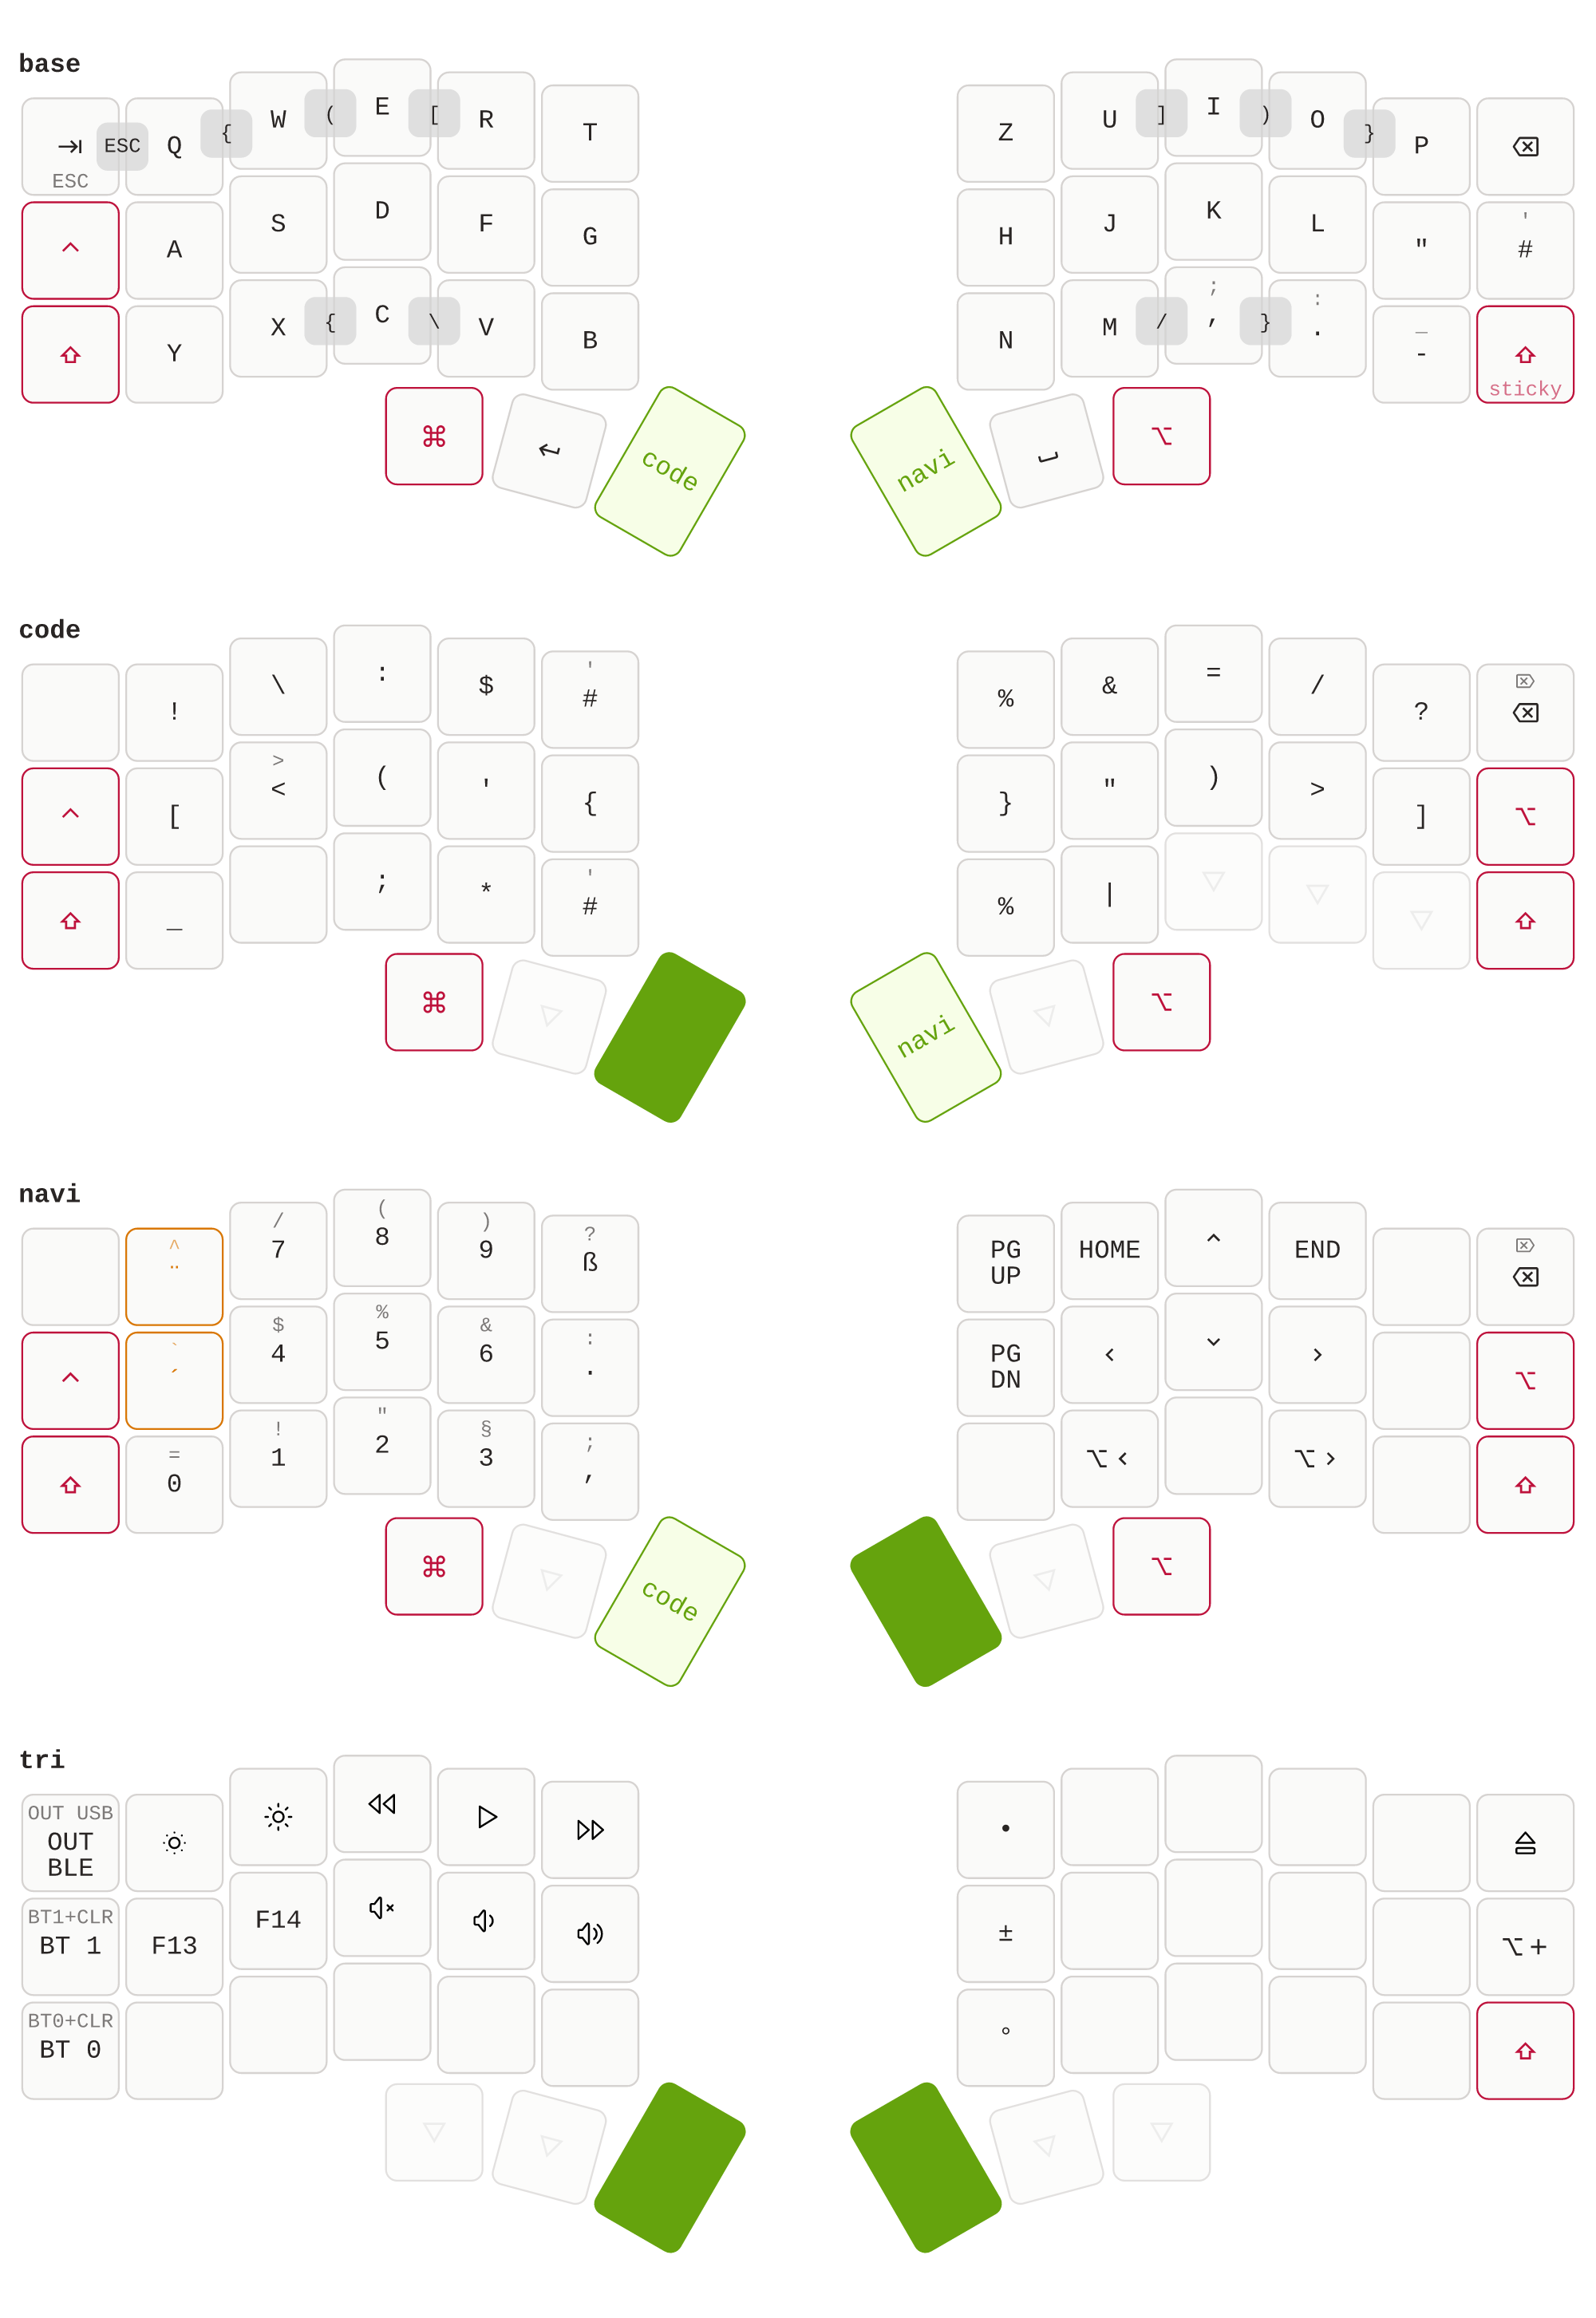 base
⇥ ESC Q { W ( E [ R T Z U ] I ) O } P ⌫
ESC
^ A S D F G H J K L " ' #
⇧ Y X { C \ V B N M / ; , } : . _ - ⇧
sticky
⌘ ↵ code navi ⎵ ⌥
code
! \ : $ ' # % & = / ? ⌦ ⌫
^ [ > < ( ' { } " ) > ] ⌥
⇧ _ ; * ' # % | ▽ ▽ ▽ ⇧
⌘ ▽ navi ▽ ⌥
navi
^ ¨ / 7 ( 8 ) 9 ? ß PG UP HOME ^ END ⌦ ⌫
^ ` ´ $ 4 % 5 & 6 : . PG DN < ⌄ > ⌥
⇧ = 0 ! 1 " 2 § 3 ; , ⌥ < ⌥ > ⇧
⌘ ▽ code ▽ ⌥
tri
OUT USB
OUT
BLE
•
⏏
BT1+CLR
BT 1 F13 F14 ± ⌥ +
BT0+CLR
BT 0 ° ⇧
▽ ▽ ▽ ▽